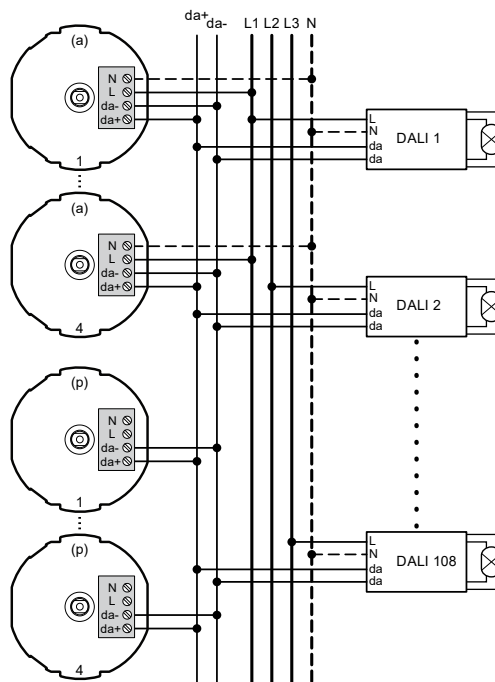 da+ da- L1 L2 L3 N
(a)
N
L
da-
da+
1
L
N
da
da
DALI 1
(a)
N
L
da-
da+
4
L
N
da
da
DALI 2
(p)
N
L
da-
da+
1
(p)
N
L
da-
da+
4
L
N
da
da
DALI 108